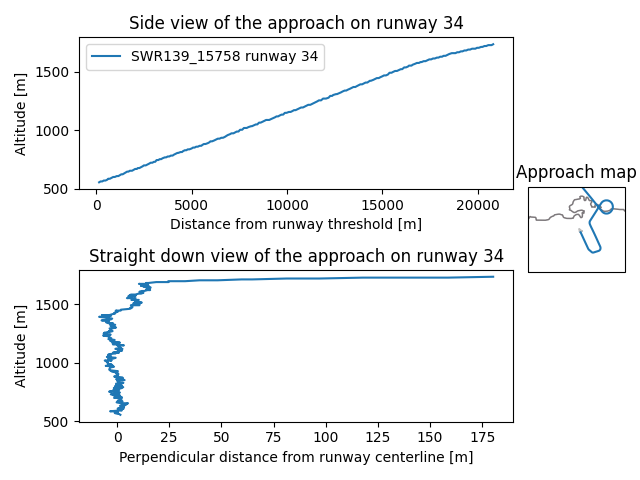 Side view of the approach on runway 34
SWR139_15758 runway 34
Altitude [m]
1500
1000
500
0
5000
10000
15000
20000
Distance from runway threshold [m]
Approach map
Straight down view of the approach on runway 34
Altitude [m]
1500
1000
500
0
25
50
75
100
125
150
175
Perpendicular distance from runway centerline [m]